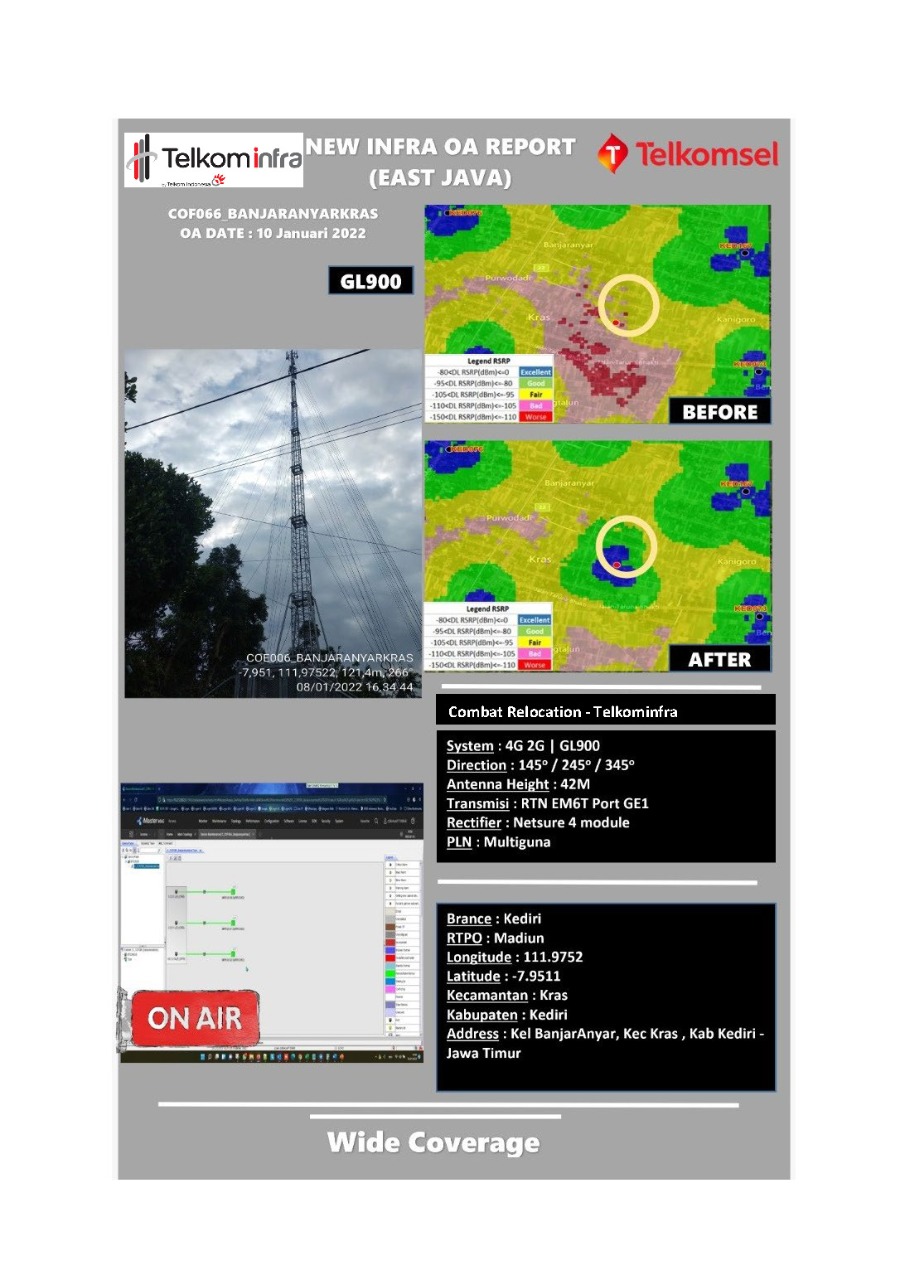 Telkominfra
by Telkom Indonesia
NEW INFRA OA REPORT
(EAST JAVA)
T
Telkomsel
COF066_BANJARANYARKRAS
OA DATE : 10 Januari 2022
GL900
Banjaranyar
Purwodadi
Kras
Kanigoro
Legend RSRP
-80<DL RSRP(dBm)<=0 Excellent
-95<DL RSRP(dBm)<=-80 Good
-105<DL RSRP(dBm)<=-95 Fair
-110<DL RSRP(dBm)<=-105 Bad
-150<DL RSRP(dBm)<=-110 Worse
BEFORE
Banjaranyar
Purwodadi
Kras
Kanigoro
Legend RSRP
-80<DL RSRP(dBm)<=0 Excellent
-95<DL RSRP(dBm)<=-80 Good
-105<DL RSRP(dBm)<=-95 Fair
-110<DL RSRP(dBm)<=-105 Bad
-150<DL RSRP(dBm)<=-110 Worse
AFTER
COE006_BANJARANYARKRAS
-7,951, 111,97522, 121,4m, 266°
08/01/2022 16.34.44
Combat Relocation - Telkominfra
System : 4G 2G | GL900
Direction : 145° / 245° / 345°
Antenna Height : 42M
Transmisi : RTN EM6T Port GE1
Rectifier : Netsure 4 module
PLN : Multiguna
ON AIR
Brance : Kediri
RTPO : Madiun
Longitude : 111.9752
Latitude : -7.9511
Kecamantan : Kras
Kabupaten : Kediri
Address : Kel BanjarAnyar, Kec Kras , Kab Kediri -
Jawa Timur
Wide Coverage